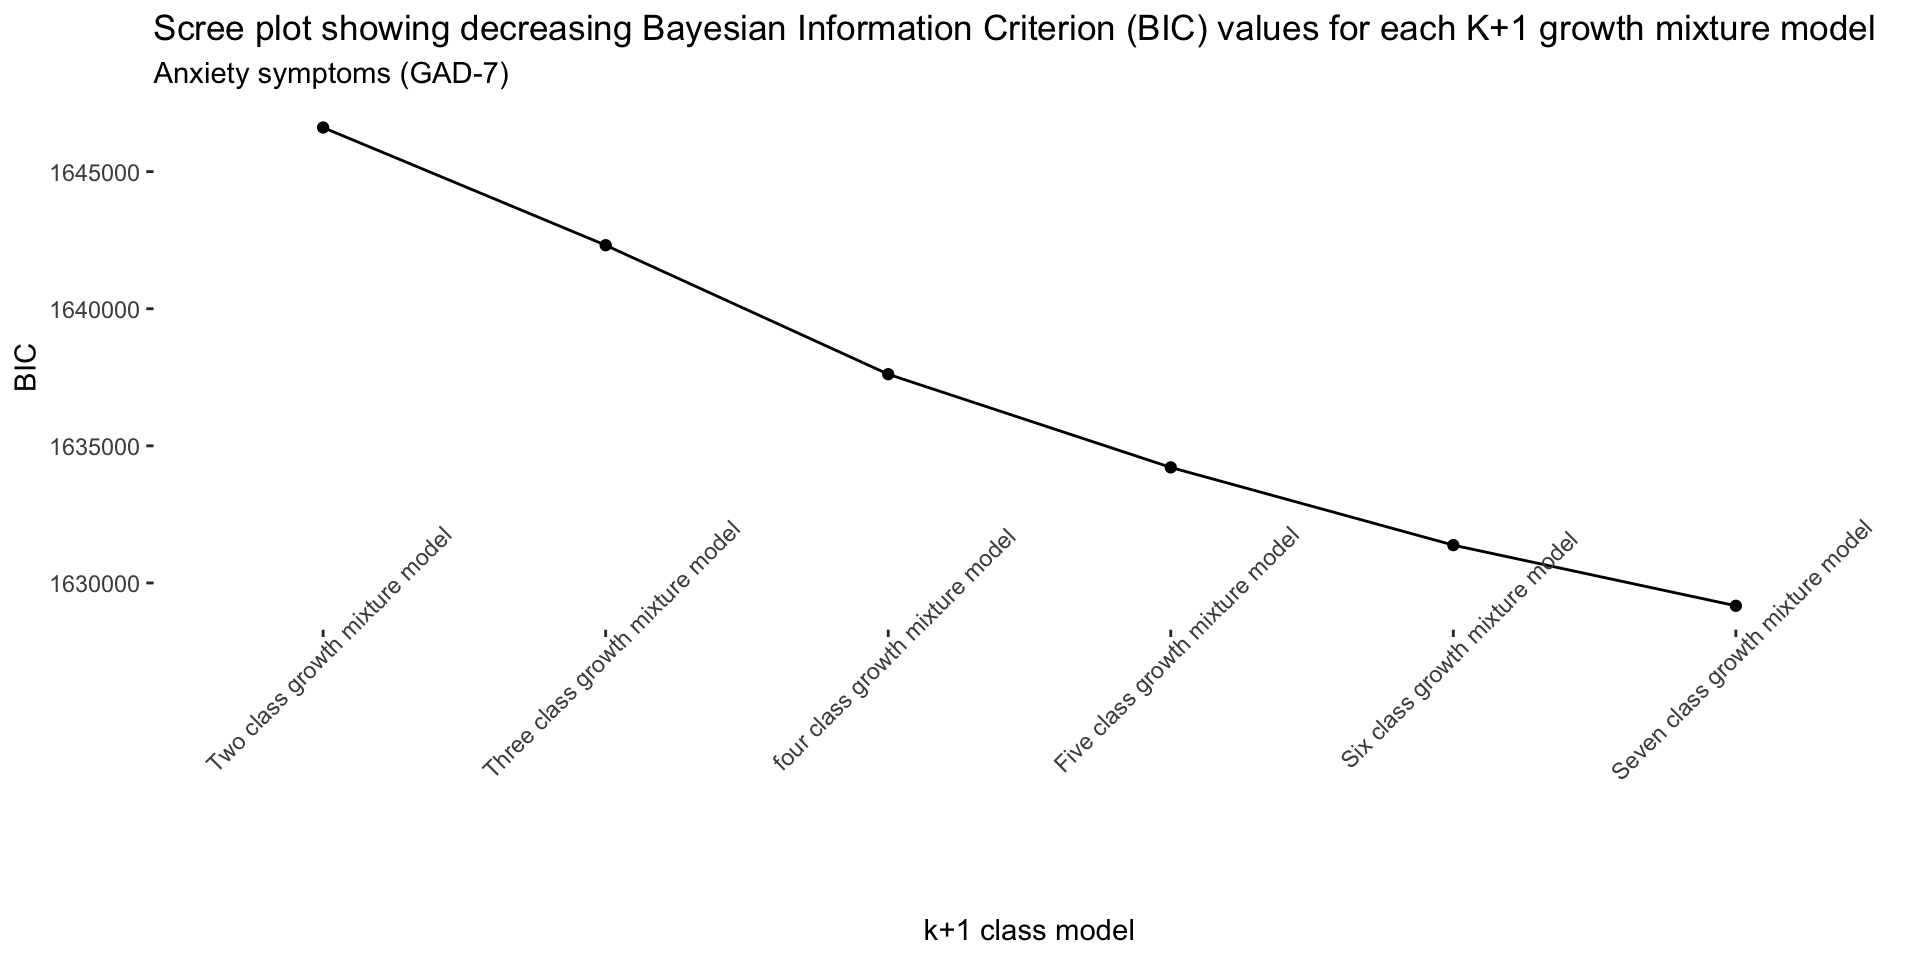 Scree plot showing decreasing Bayesian Information Criterion (BIC) values for each K+1 growth mixture model
Anxiety symptoms (GAD-7)
BIC
1645000
1640000
1635000
1630000
Two class growth mixture model
Three class growth mixture model
four class growth mixture model
Five class growth mixture model
Six class growth mixture model
Seven class growth mixture model
k+1 class model